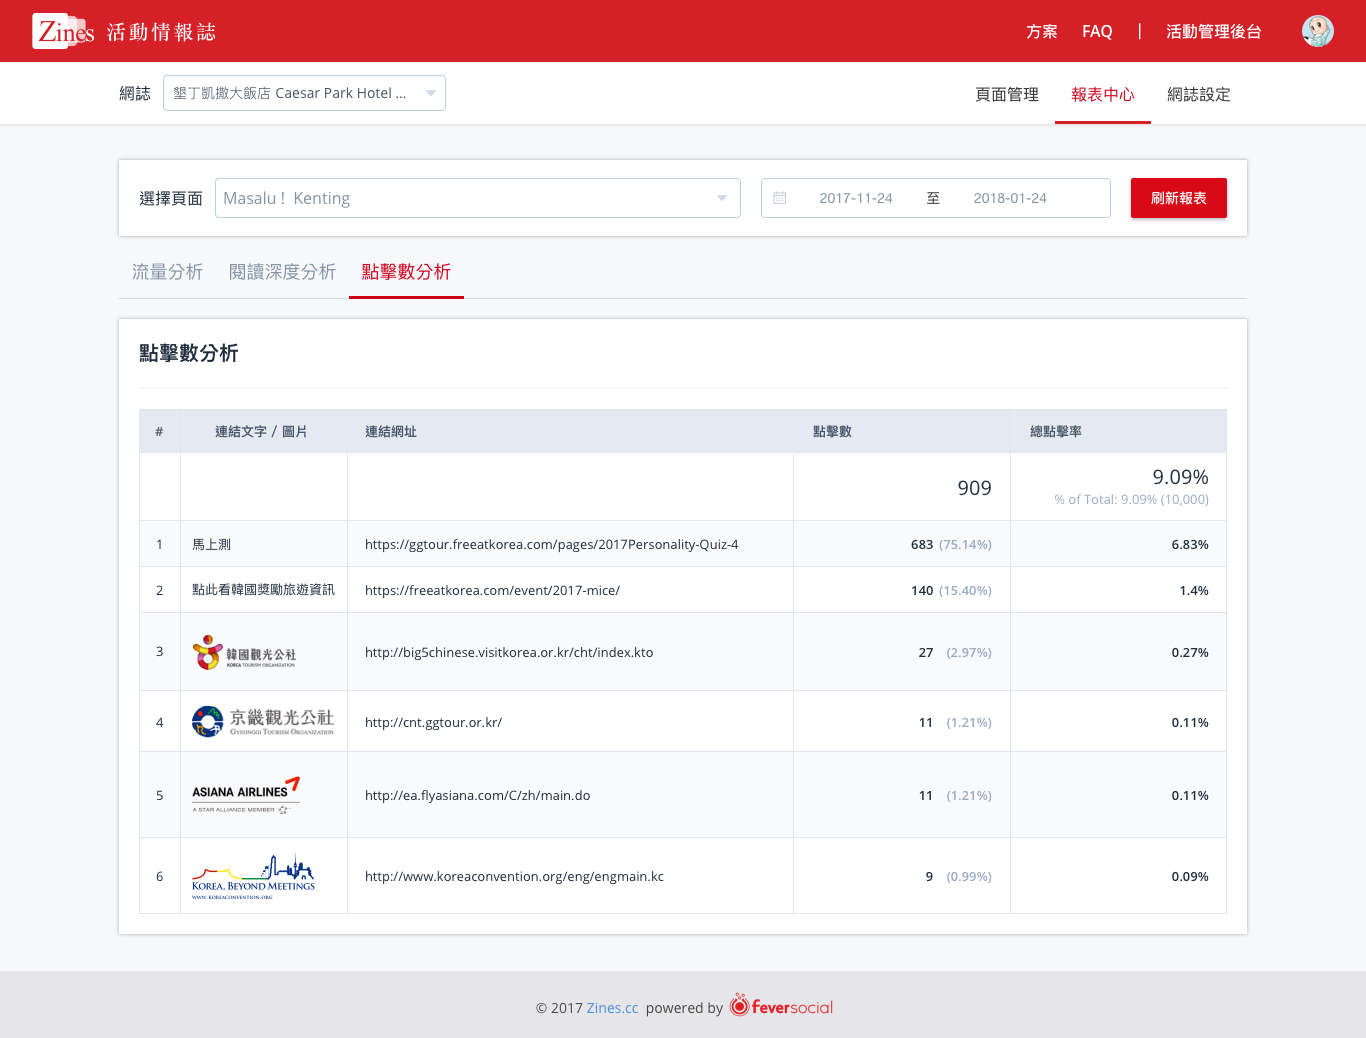 Zines 活動情報誌
方案 FAQ | 活動管理後台
網誌 墾丁凱撒大飯店 Caesar Park Hotel ...
頁面管理 報表中心 網誌設定
選擇頁面 Masalu！ Kenting 2017-11-24 至 2018-01-24 刷新報表
流量分析 閱讀深度分析 點擊數分析
點擊數分析
# 連結文字 / 圖片 連結網址 點擊數 總點擊率
909 9.09%
% of Total: 9.09% (10,000)
1 馬上測 https://ggtour.freeatkorea.com/pages/2017Personality-Quiz-4 683 (75.14%) 6.83%
2 點此看韓國獎勵旅遊資訊 https://freeatkorea.com/event/2017-mice/ 140 (15.40%) 1.4%
3 韓國觀光公社 http://big5chinese.visitkorea.or.kr/cht/index.kto 27 (2.97%) 0.27%
KOREA TOURISM ORGANIZATION
4 京畿觀光公社 http://cnt.ggtour.or.kr/ 11 (1.21%) 0.11%
GYEONGGI TOURISM ORGANIZATION
5 ASIANA AIRLINES http://ea.flyasiana.com/C/zh/main.do 11 (1.21%) 0.11%
A STAR ALLIANCE MEMBER
6 KOREA, BEYOND MEETINGS http://www.koreaconvention.org/eng/engmain.kc 9 (0.99%) 0.09%
WWW.KOREACONVENTION.ORG
© 2017 Zines.cc powered by feversocial